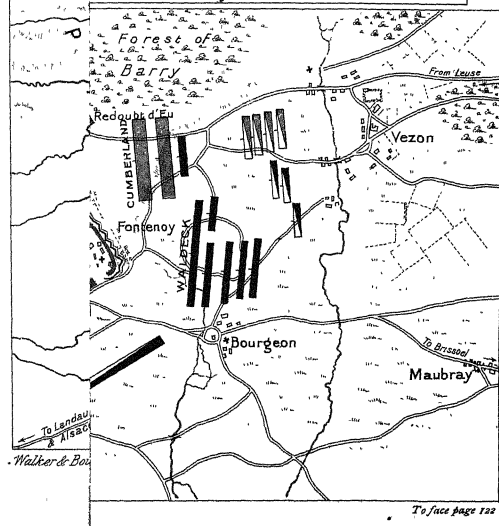 Forest of
Barry
From Leuse
Redoubt d'Eu
Vezon
CUMBERLAND
Fontenoy
WALDECK
Bourgeon
To Brissoel
Maubray
To Landau
& Alsace
Walker & Bou
To face page 122